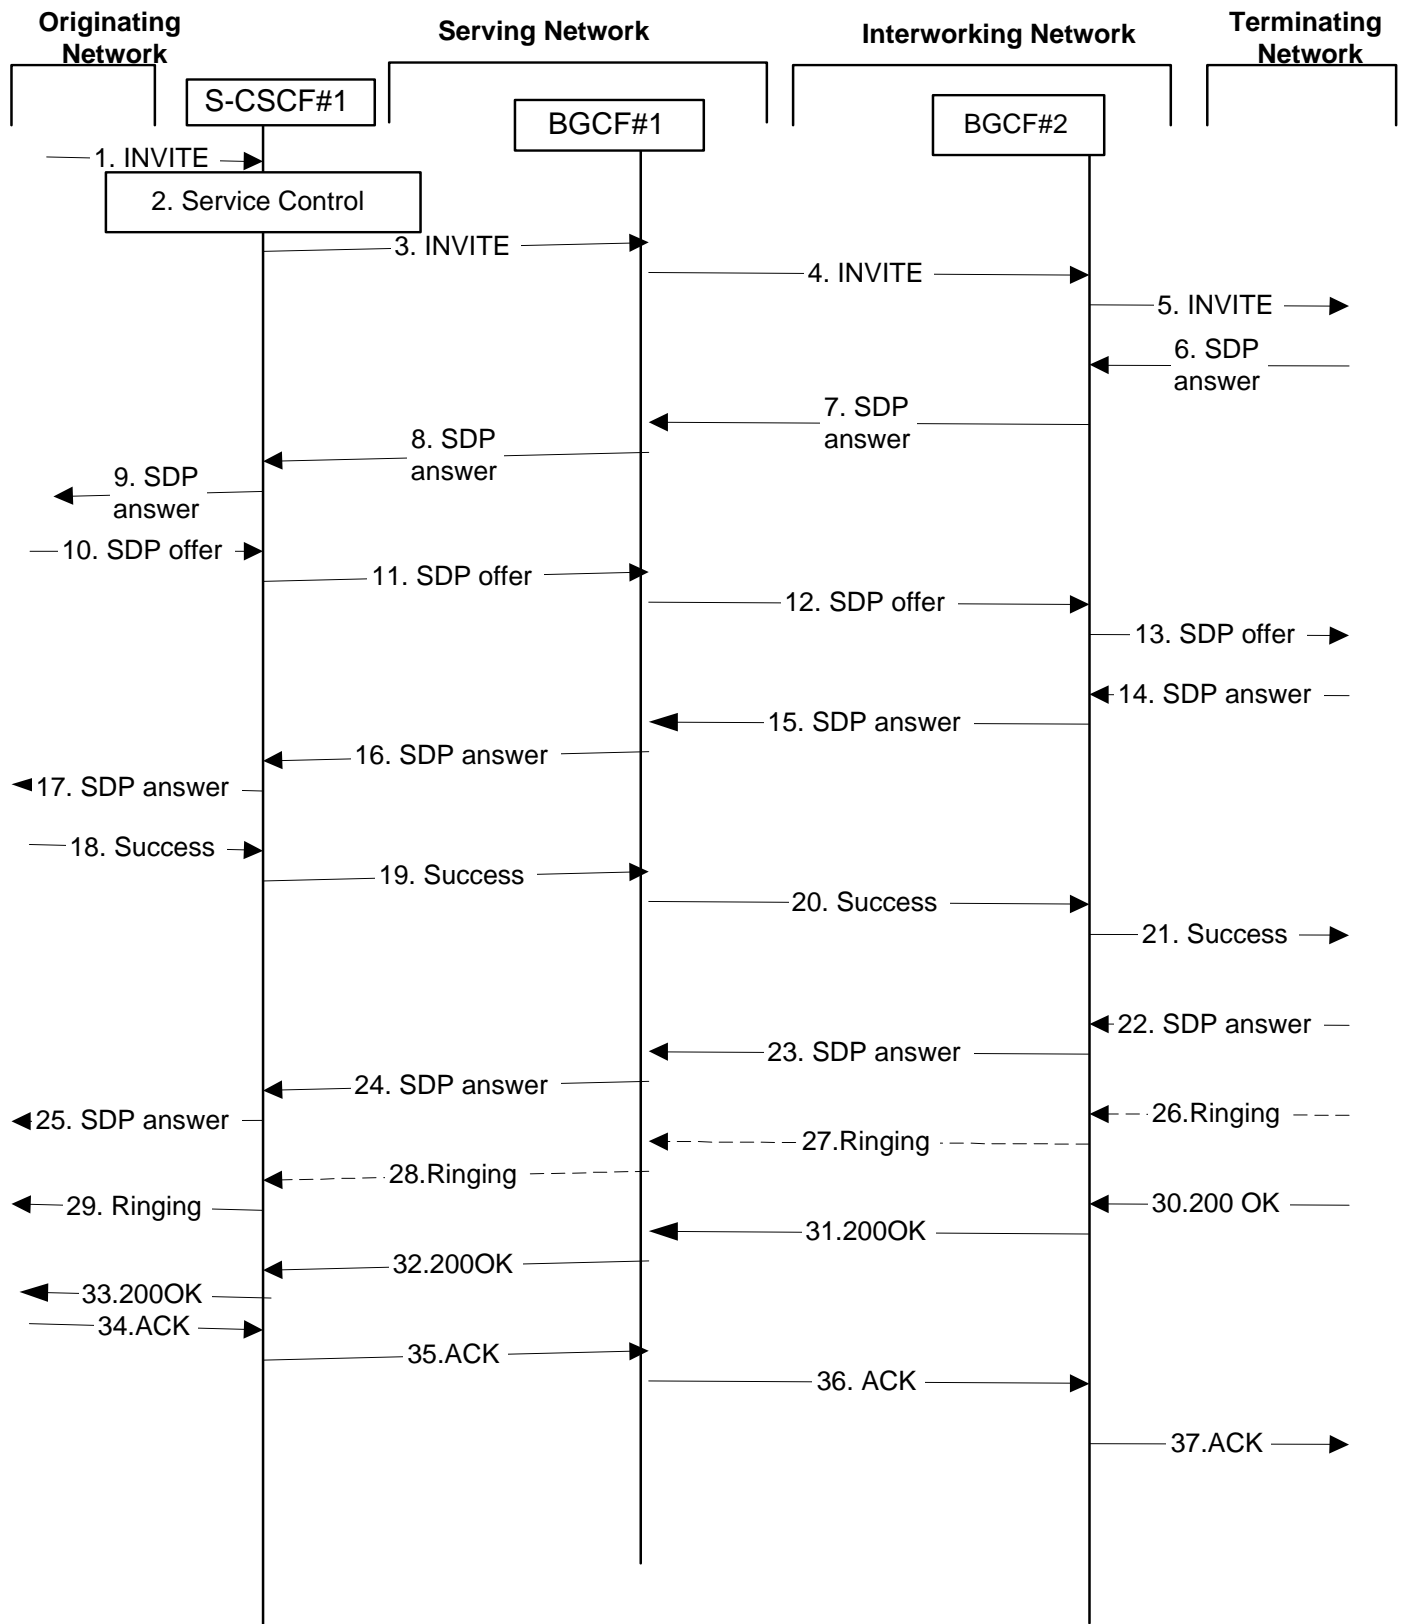 Originating
Network
Serving Network
Interworking Network
Terminating
Network
S-CSCF#1
BGCF#1
BGCF#2
1. INVITE
2. Service Control
3. INVITE
4. INVITE
5. INVITE
6. SDP
answer
7. SDP
answer
8. SDP
answer
9. SDP
answer
10. SDP offer
11. SDP offer
12. SDP offer
13. SDP offer
14. SDP answer
15. SDP answer
16. SDP answer
17. SDP answer
18. Success
19. Success
20. Success
21. Success
22. SDP answer
23. SDP answer
24. SDP answer
25. SDP answer
26.Ringing
27.Ringing
28.Ringing
29. Ringing
30.200 OK
31.200OK
32.200OK
33.200OK
34.ACK
35.ACK
36. ACK
37.ACK